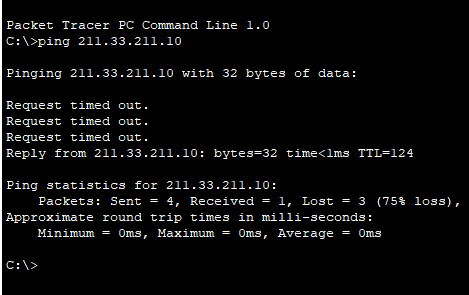 Packet Tracer PC Command Line 1.0
C:\>ping 211.33.211.10
Pinging 211.33.211.10 with 32 bytes of data:
Request timed out.
Request timed out.
Request timed out.
Reply from 211.33.211.10: bytes=32 time<1ms TTL=124
Ping statistics for 211.33.211.10:
    Packets: Sent = 4, Received = 1, Lost = 3 (75% loss),
Approximate round trip times in milli-seconds:
    Minimum = 0ms, Maximum = 0ms, Average = 0ms
C:\>